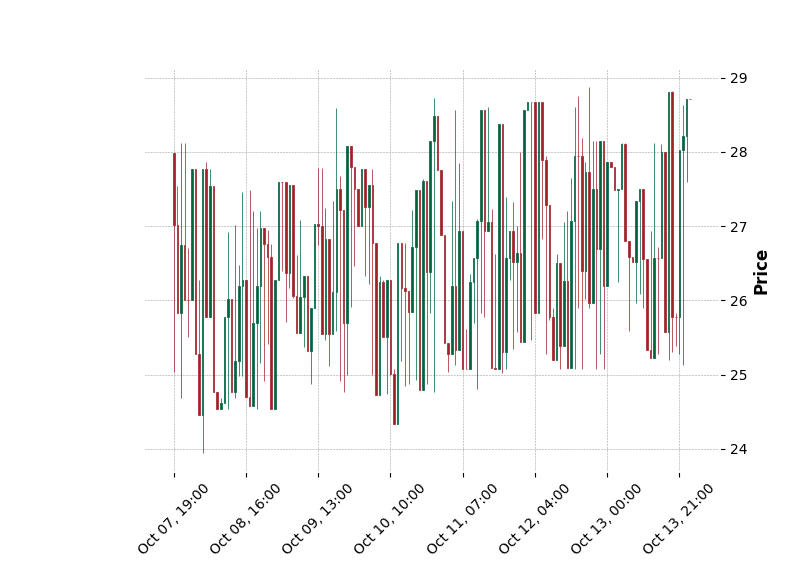 29
28
27
26
25
24
Price
Oct 07, 19:00
Oct 08, 16:00
Oct 09, 13:00
Oct 10, 10:00
Oct 11, 07:00
Oct 12, 04:00
Oct 13, 00:00
Oct 13, 21:00